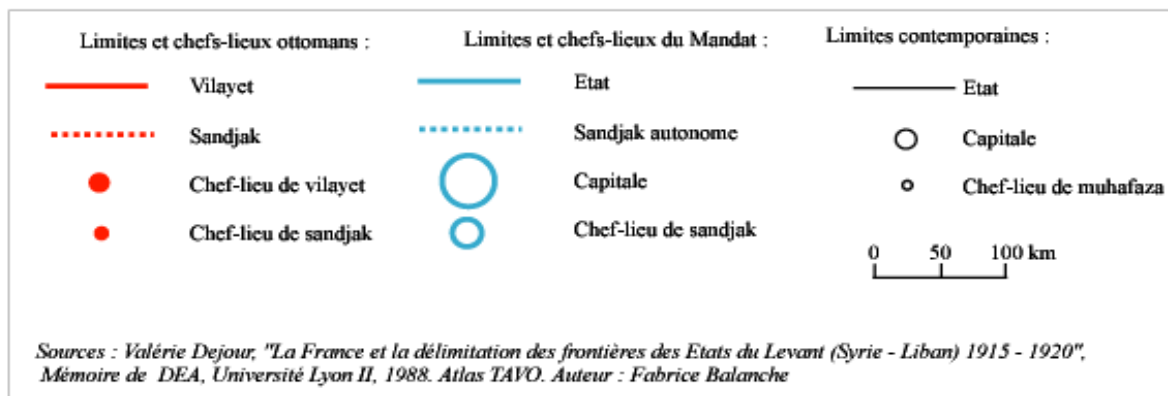 Limites et chefs-lieux ottomans :
Vilayet
Sandjak
Chef-lieu de vilayet
Chef-lieu de sandjak
Limites et chefs-lieux du Mandat :
Etat
Sandjak autonome
Capitale
Chef-lieu de sandjak
Limites contemporaines :
Etat
Capitale
Chef-lieu de muhafaza
0 50 100 km
Sources : Valérie Dejour, "La France et la délimitation des frontières des Etats du Levant (Syrie - Liban) 1915 - 1920",
Mémoire de DEA, Université Lyon II, 1988. Atlas TAVO. Auteur : Fabrice Balanche